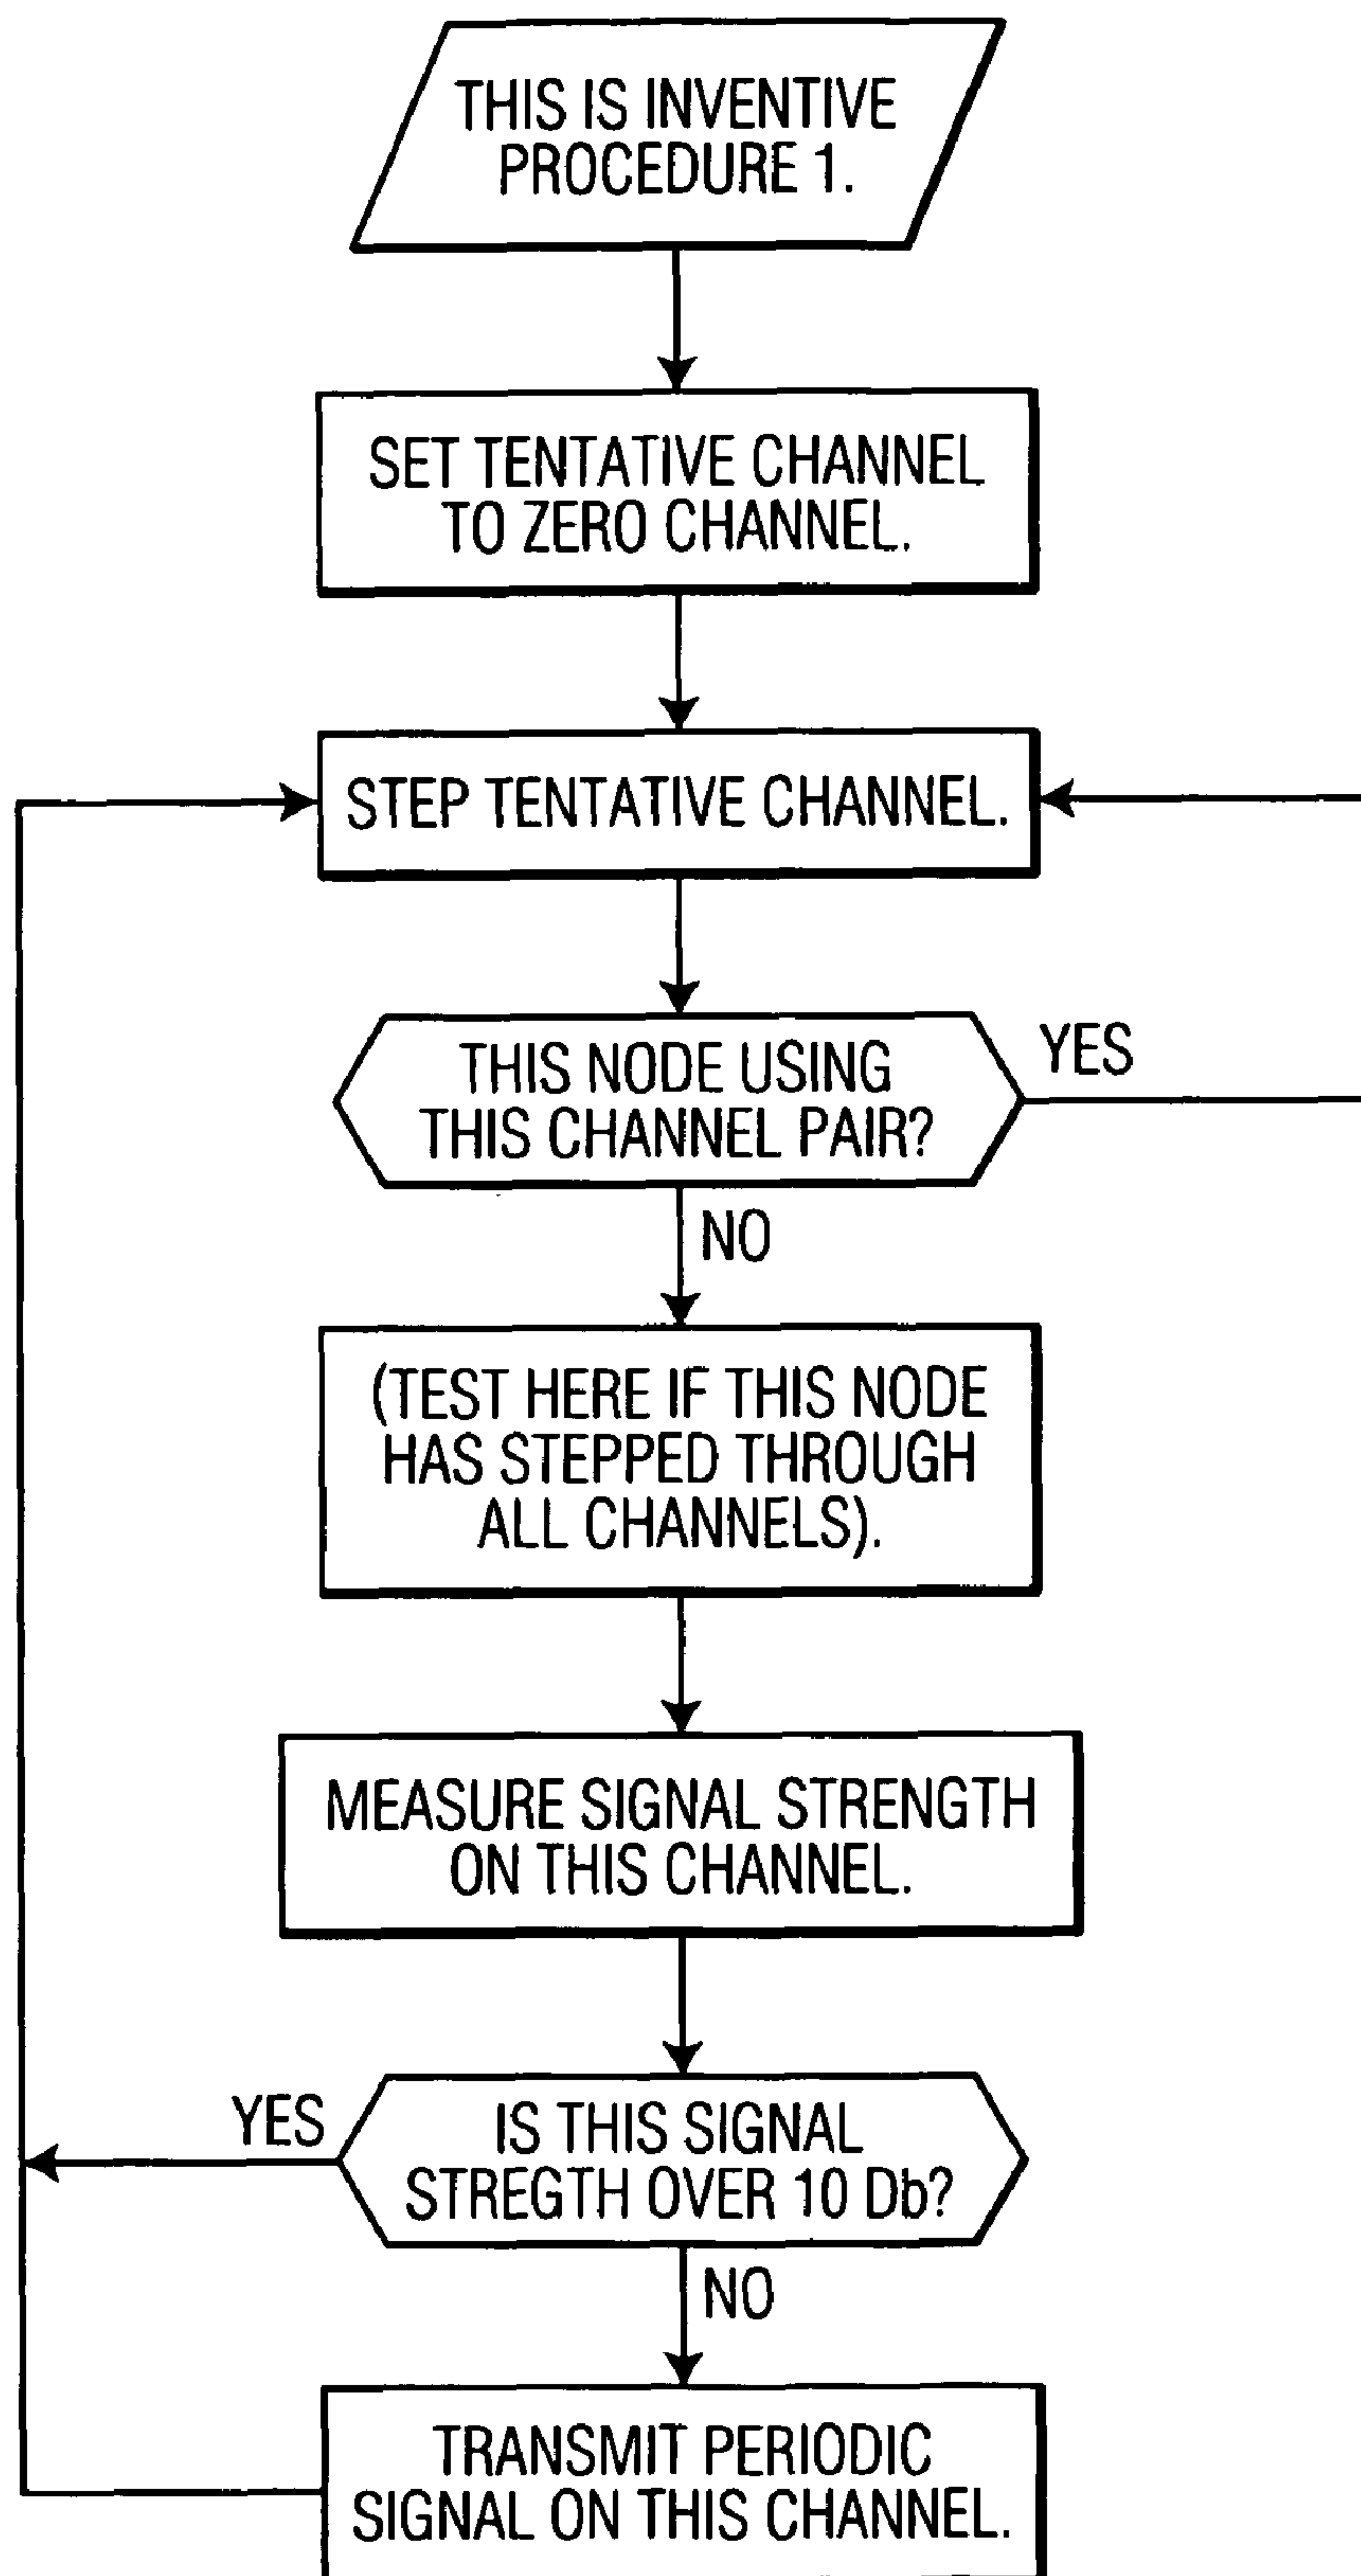 THIS IS INVENTIVE
PROCEDURE 1.
SET TENTATIVE CHANNEL
TO ZERO CHANNEL.
STEP TENTATIVE CHANNEL.
THIS NODE USING
THIS CHANNEL PAIR?
YES
NO
(TEST HERE IF THIS NODE
HAS STEPPED THROUGH
ALL CHANNELS).
MEASURE SIGNAL STRENGTH
ON THIS CHANNEL.
YES
IS THIS SIGNAL
STREGTH OVER 10 Db?
NO
TRANSMIT PERIODIC
SIGNAL ON THIS CHANNEL.